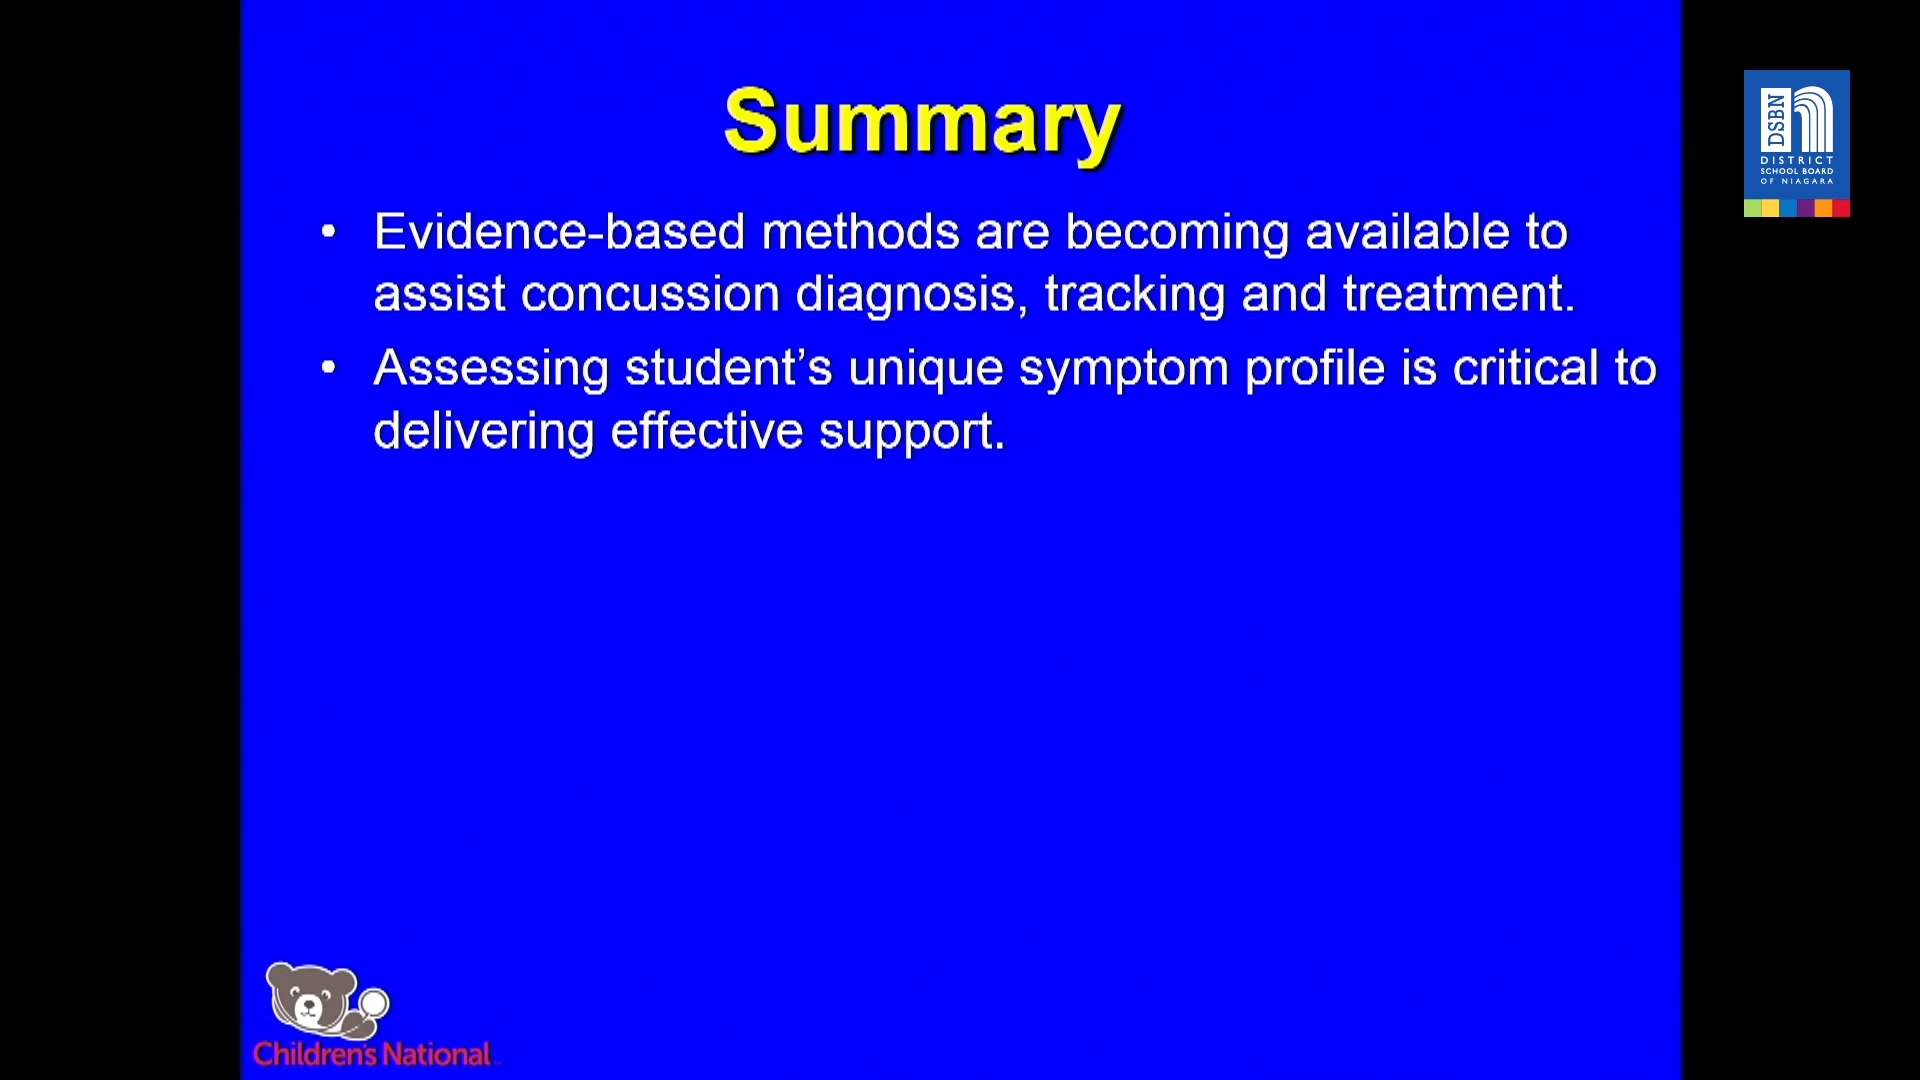 Summary
• Evidence-based methods are becoming available to
assist concussion diagnosis, tracking and treatment.
• Assessing student’s unique symptom profile is critical to
delivering effective support.
DSBN
DISTRICT
SCHOOL BOARD
OF NIAGARA
Children's National